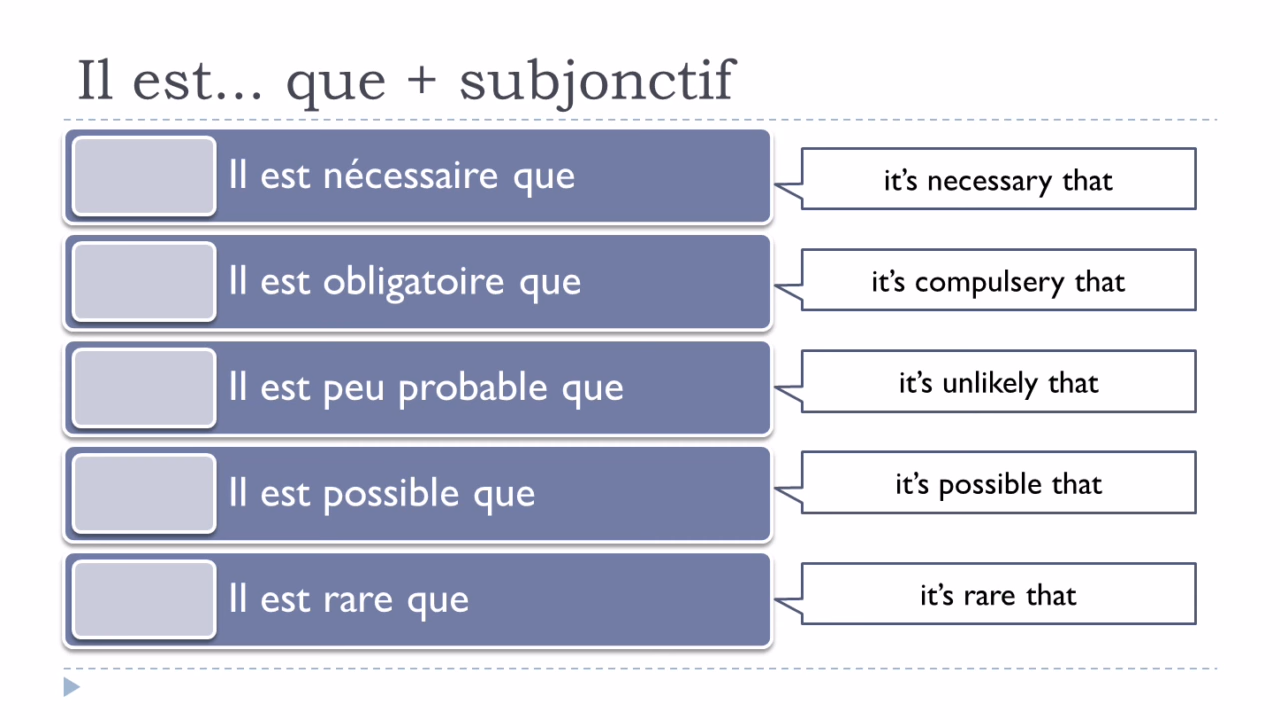 Il est... que + subjonctif
Il est nécessaire que
it's necessary that
Il est obligatoire que
it's compulsery that
Il est peu probable que
it's unlikely that
Il est possible que
it's possible that
Il est rare que
it's rare that